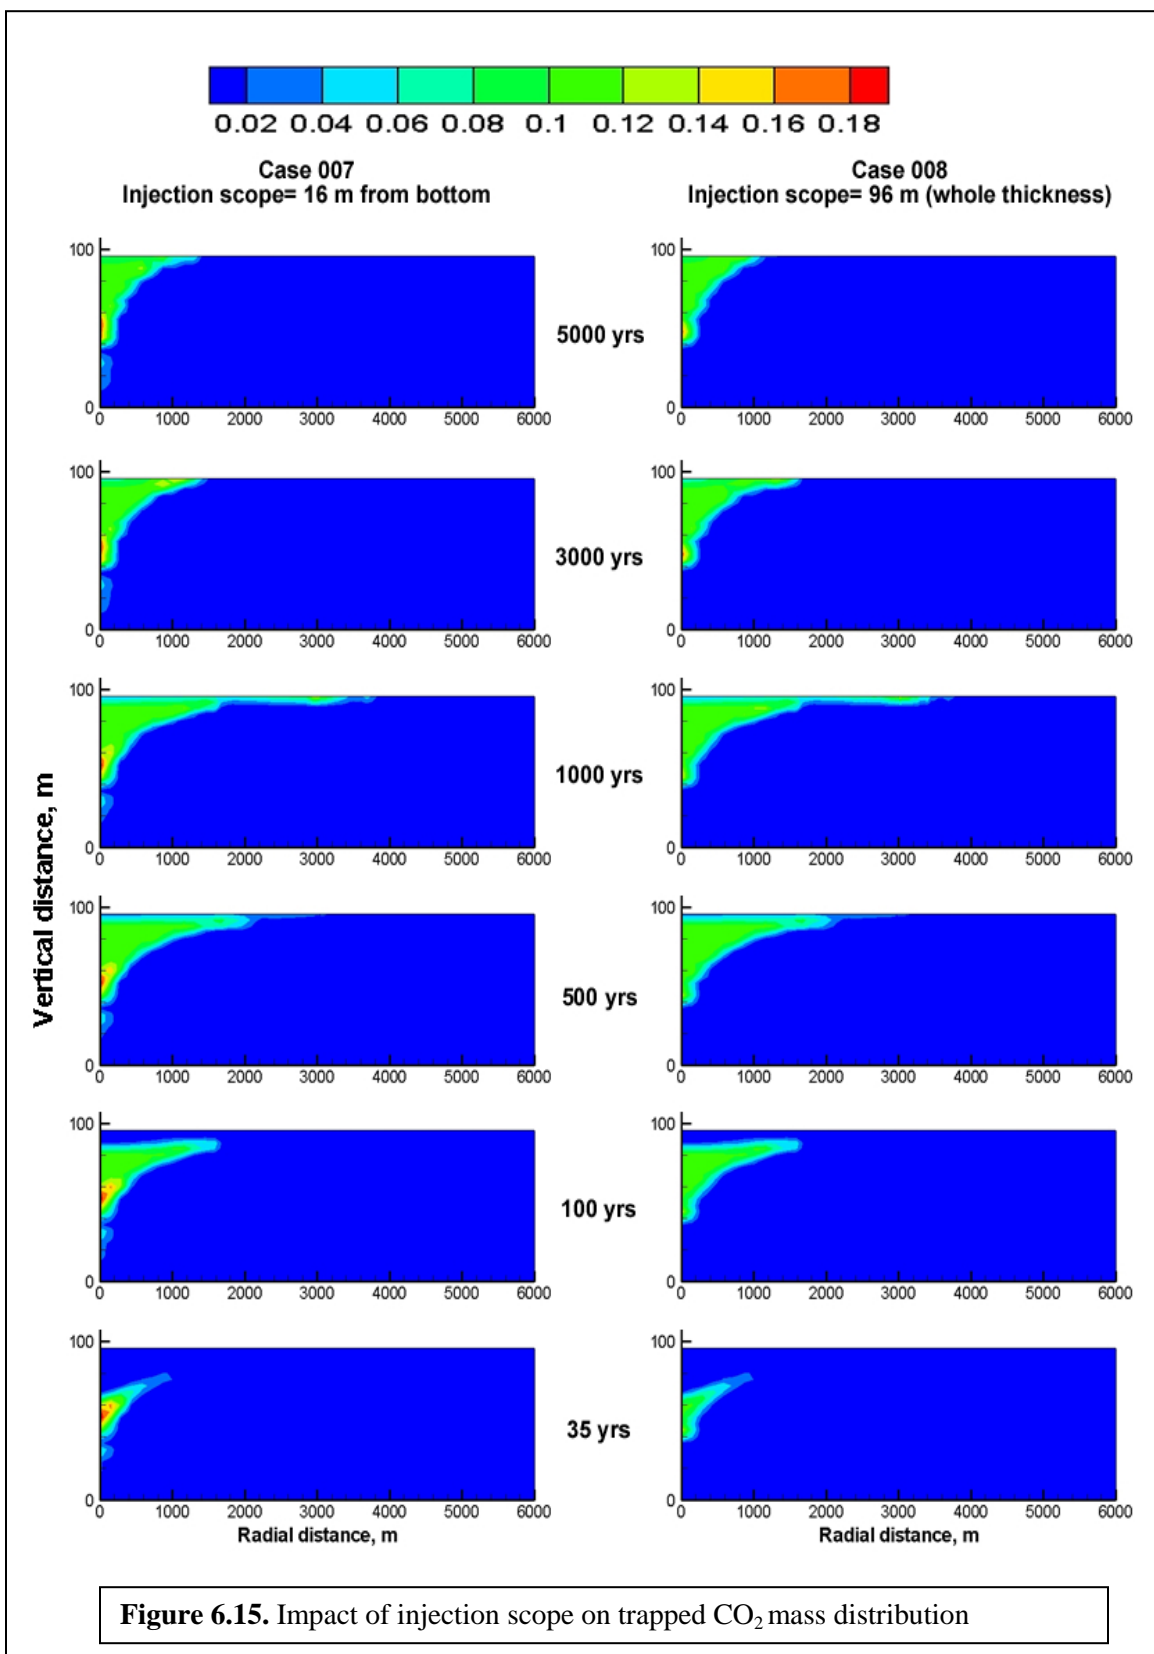 0.02 0.04 0.06 0.08 0.1 0.12 0.14 0.16 0.18
Case 007
Injection scope= 16 m from bottom
Case 008
Injection scope= 96 m (whole thickness)
100
0
0 1000 2000 3000 4000 5000 6000
5000 yrs
100
0
0 1000 2000 3000 4000 5000 6000
100
0
0 1000 2000 3000 4000 5000 6000
3000 yrs
100
0
0 1000 2000 3000 4000 5000 6000
100
0
0 1000 2000 3000 4000 5000 6000
1000 yrs
100
0
0 1000 2000 3000 4000 5000 6000
Vertical distance, m
100
0
0 1000 2000 3000 4000 5000 6000
500 yrs
100
0
0 1000 2000 3000 4000 5000 6000
100
0
0 1000 2000 3000 4000 5000 6000
100 yrs
100
0
0 1000 2000 3000 4000 5000 6000
100
0
0 1000 2000 3000 4000 5000 6000
Radial distance, m
35 yrs
100
0
0 1000 2000 3000 4000 5000 6000
Radial distance, m
Figure 6.15. Impact of injection scope on trapped CO₂ mass distribution